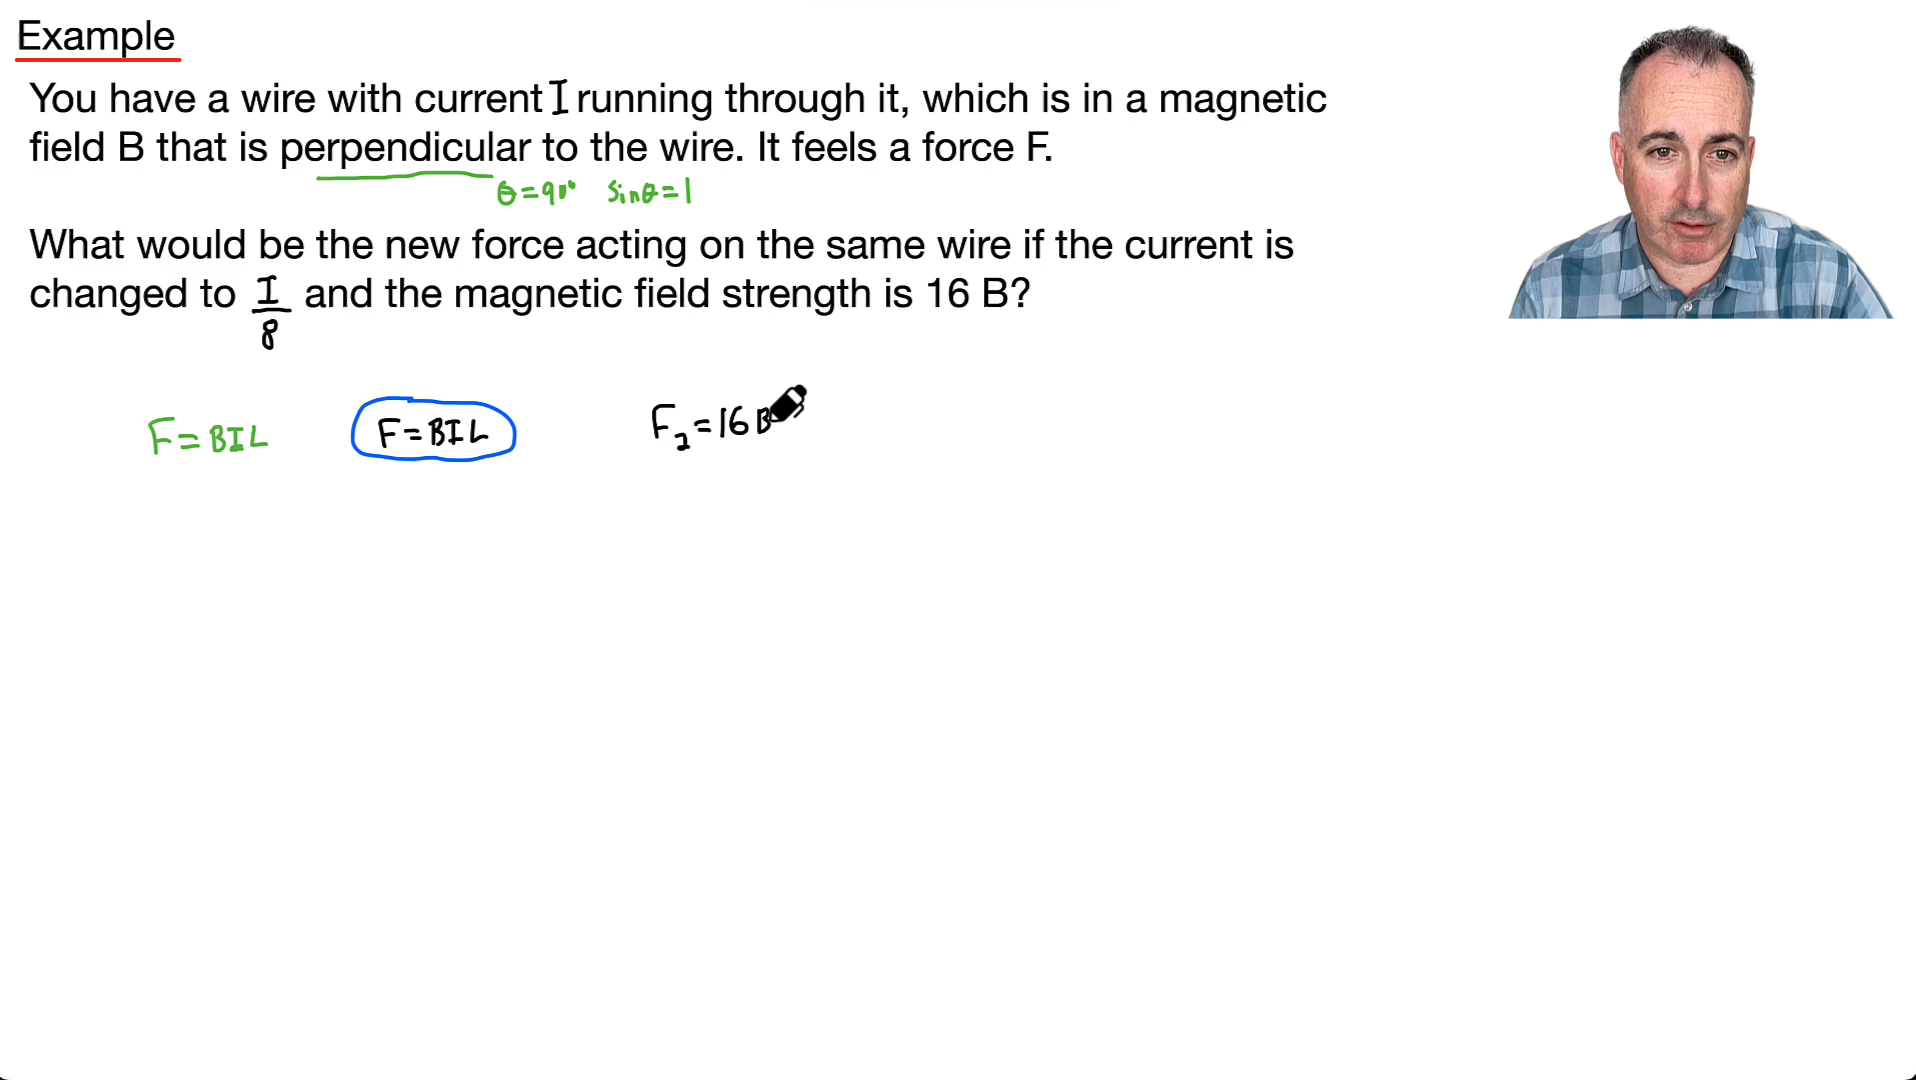 Example
You have a wire with current I running through it, which is in a magnetic
field B that is perpendicular to the wire. It feels a force F.
θ=90° sinθ=1
What would be the new force acting on the same wire if the current is
changed to I/8 and the magnetic field strength is 16 B?
F=BIL F=BIL F₂=16B